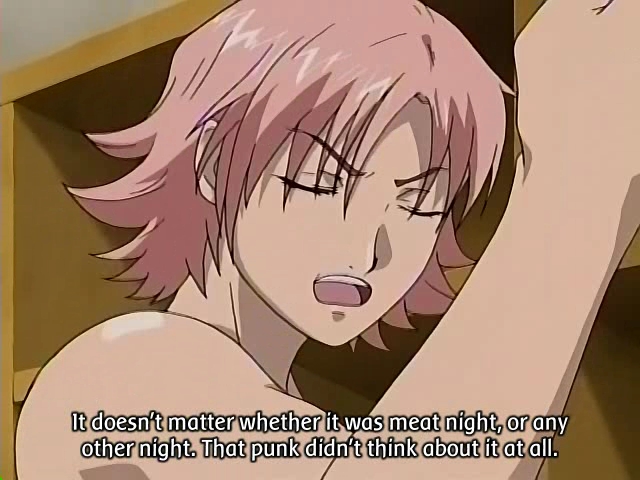 It doesn't matter whether it was meat night, or any
other night. That punk didn't think about it at all.